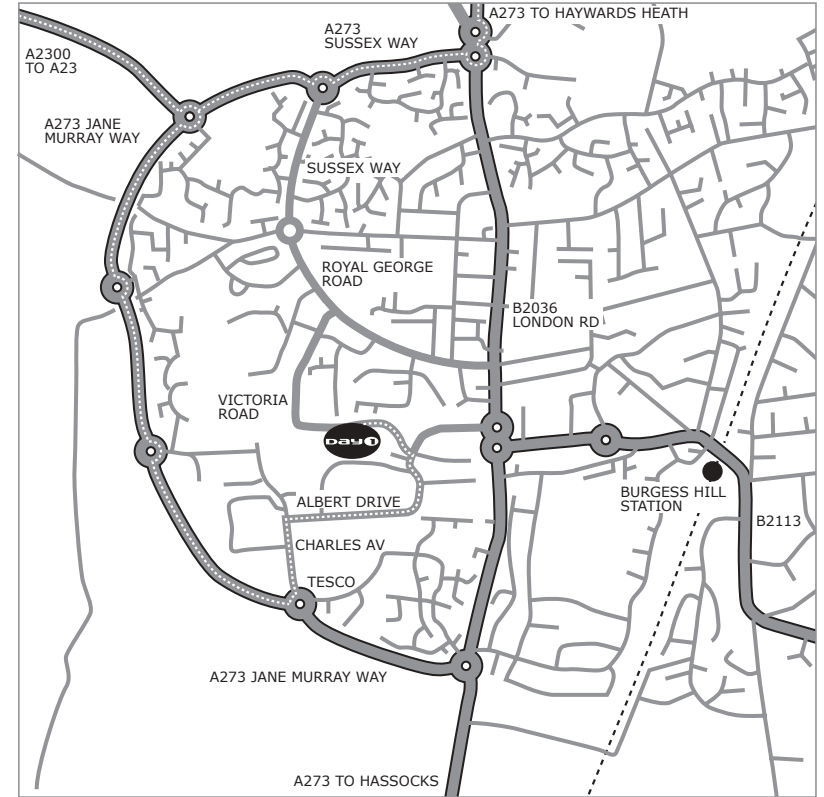 A273 TO HAYWARDS HEATH
A273
SUSSEX WAY
A2300
TO A23
A273 JANE
MURRAY WAY
SUSSEX WAY
ROYAL GEORGE
ROAD
B2036
LONDON RD
VICTORIA
ROAD
DAY1
BURGESS HILL
STATION
ALBERT DRIVE
B2113
CHARLES AV
TESCO
A273 JANE MURRAY WAY
A273 TO HASSOCKS